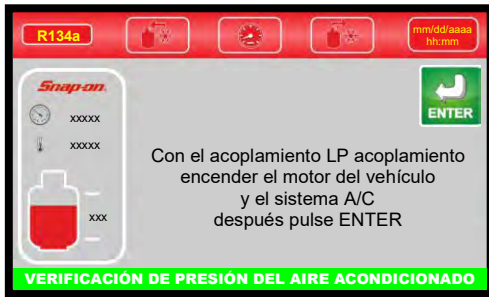 R134a
mm/dd/aaaa
hh:mm
Snap-on
xxxxx
xxxxx
xxx
ENTER
Con el acoplamiento LP acoplamiento
encender el motor del vehículo
y el sistema A/C
después pulse ENTER
VERIFICACIÓN DE PRESIÓN DEL AIRE ACONDICIONADO